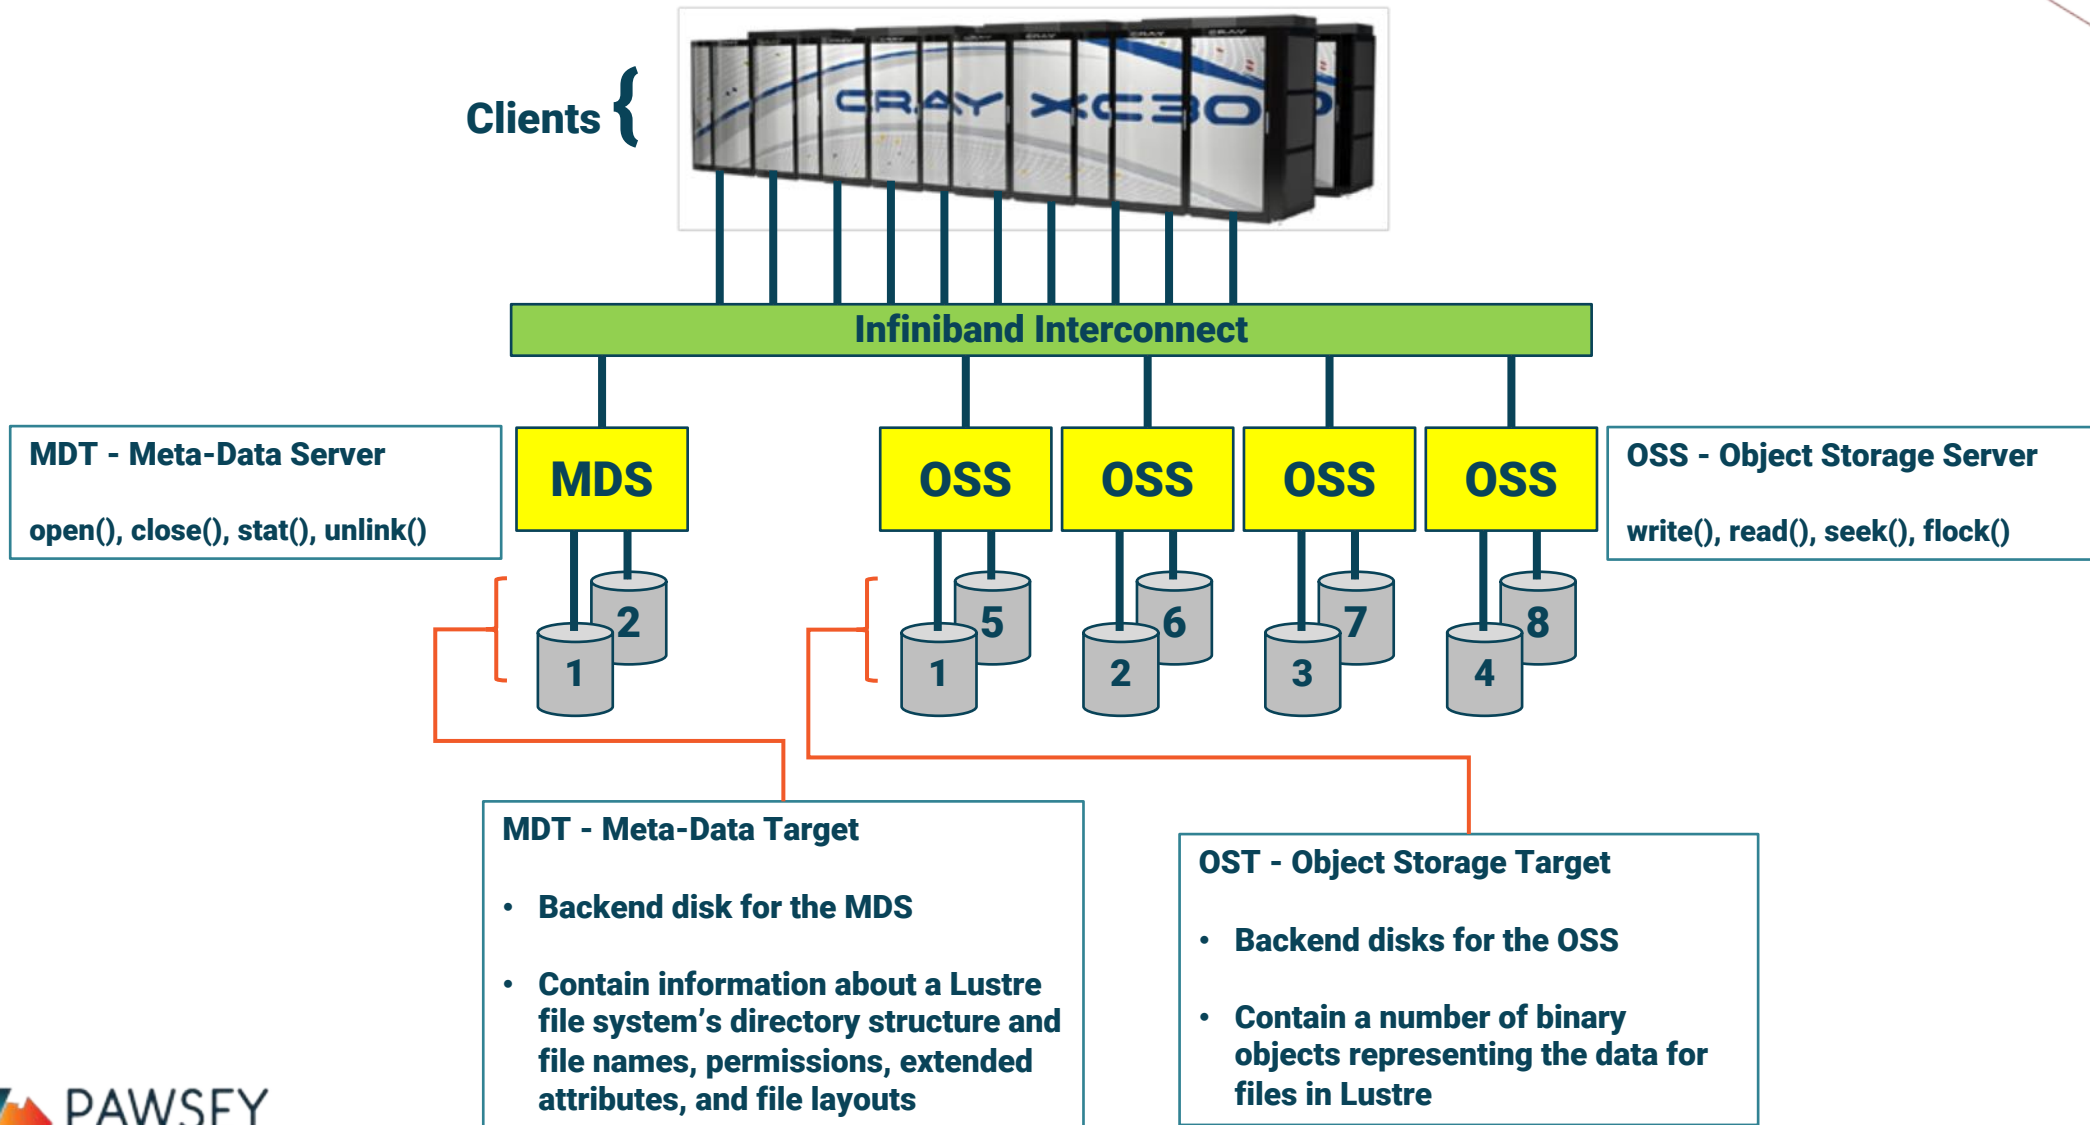 CRAY XC30
Clients {
Infiniband Interconnect
MDT - Meta-Data Server
open(), close(), stat(), unlink()
MDS
OSS
OSS
OSS
OSS
OSS - Object Storage Server
write(), read(), seek(), flock()
2
5
6
7
8
1
1
2
3
4
MDT - Meta-Data Target
• Backend disk for the MDS
• Contain information about a Lustre
file system’s directory structure and
file names, permissions, extended
attributes, and file layouts
OST - Object Storage Target
• Backend disks for the OSS
• Contain a number of binary
objects representing the data for
files in Lustre
PAWSEY